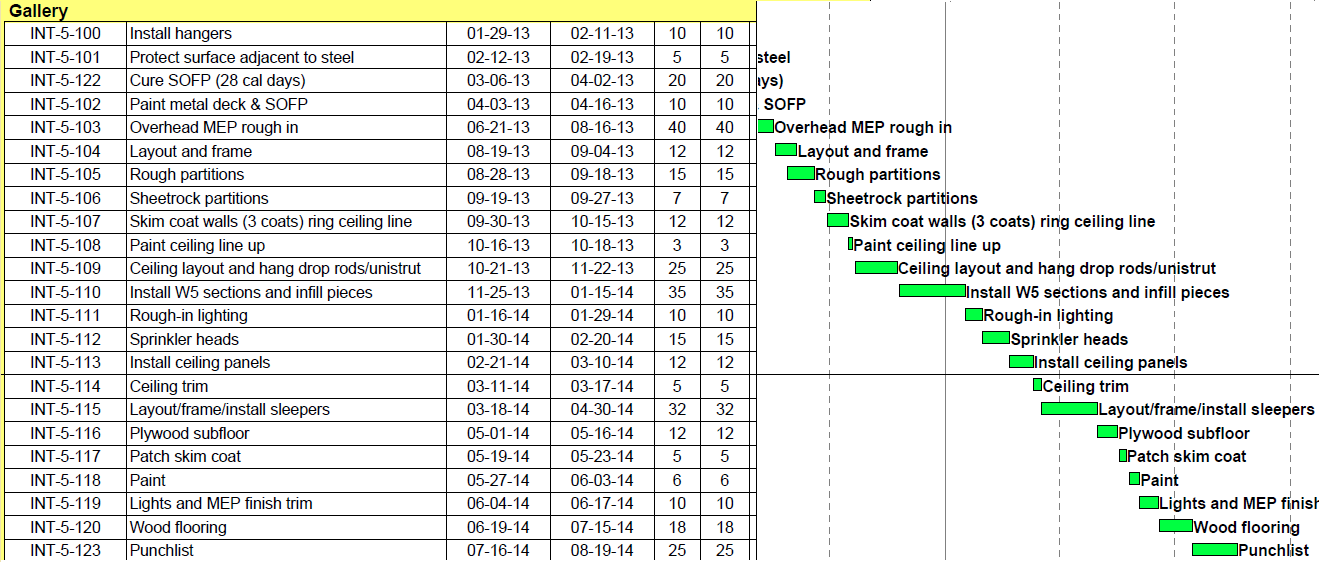 Gallery
INT-5-100 Install hangers 01-29-13 02-11-13 10 10
INT-5-101 Protect surface adjacent to steel 02-12-13 02-19-13 5 5 steel
INT-5-122 Cure SOFP (28 cal days) 03-06-13 04-02-13 20 20 ays)
INT-5-102 Paint metal deck & SOFP 04-03-13 04-16-13 10 10 SOFP
INT-5-103 Overhead MEP rough in 06-21-13 08-16-13 40 40 Overhead MEP rough in
INT-5-104 Layout and frame 08-19-13 09-04-13 12 12 Layout and frame
INT-5-105 Rough partitions 08-28-13 09-18-13 15 15 Rough partitions
INT-5-106 Sheetrock partitions 09-19-13 09-27-13 7 7 Sheetrock partitions
INT-5-107 Skim coat walls (3 coats) ring ceiling line 09-30-13 10-15-13 12 12 Skim coat walls (3 coats) ring ceiling line
INT-5-108 Paint ceiling line up 10-16-13 10-18-13 3 3 Paint ceiling line up
INT-5-109 Ceiling layout and hang drop rods/unistrut 10-21-13 11-22-13 25 25 Ceiling layout and hang drop rods/unistrut
INT-5-110 Install W5 sections and infill pieces 11-25-13 01-15-14 35 35 Install W5 sections and infill pieces
INT-5-111 Rough-in lighting 01-16-14 01-29-14 10 10 Rough-in lighting
INT-5-112 Sprinkler heads 01-30-14 02-20-14 15 15 Sprinkler heads
INT-5-113 Install ceiling panels 02-21-14 03-10-14 12 12 Install ceiling panels
INT-5-114 Ceiling trim 03-11-14 03-17-14 5 5 Ceiling trim
INT-5-115 Layout/frame/install sleepers 03-18-14 04-30-14 32 32 Layout/frame/install sleepers
INT-5-116 Plywood subfloor 05-01-14 05-16-14 12 12 Plywood subfloor
INT-5-117 Patch skim coat 05-19-14 05-23-14 5 5 Patch skim coat
INT-5-118 Paint 05-27-14 06-03-14 6 6 Paint
INT-5-119 Lights and MEP finish trim 06-04-14 06-17-14 10 10 Lights and MEP finish
INT-5-120 Wood flooring 06-19-14 07-15-14 18 18 Wood flooring
INT-5-123 Punchlist 07-16-14 08-19-14 25 25 Punchlist